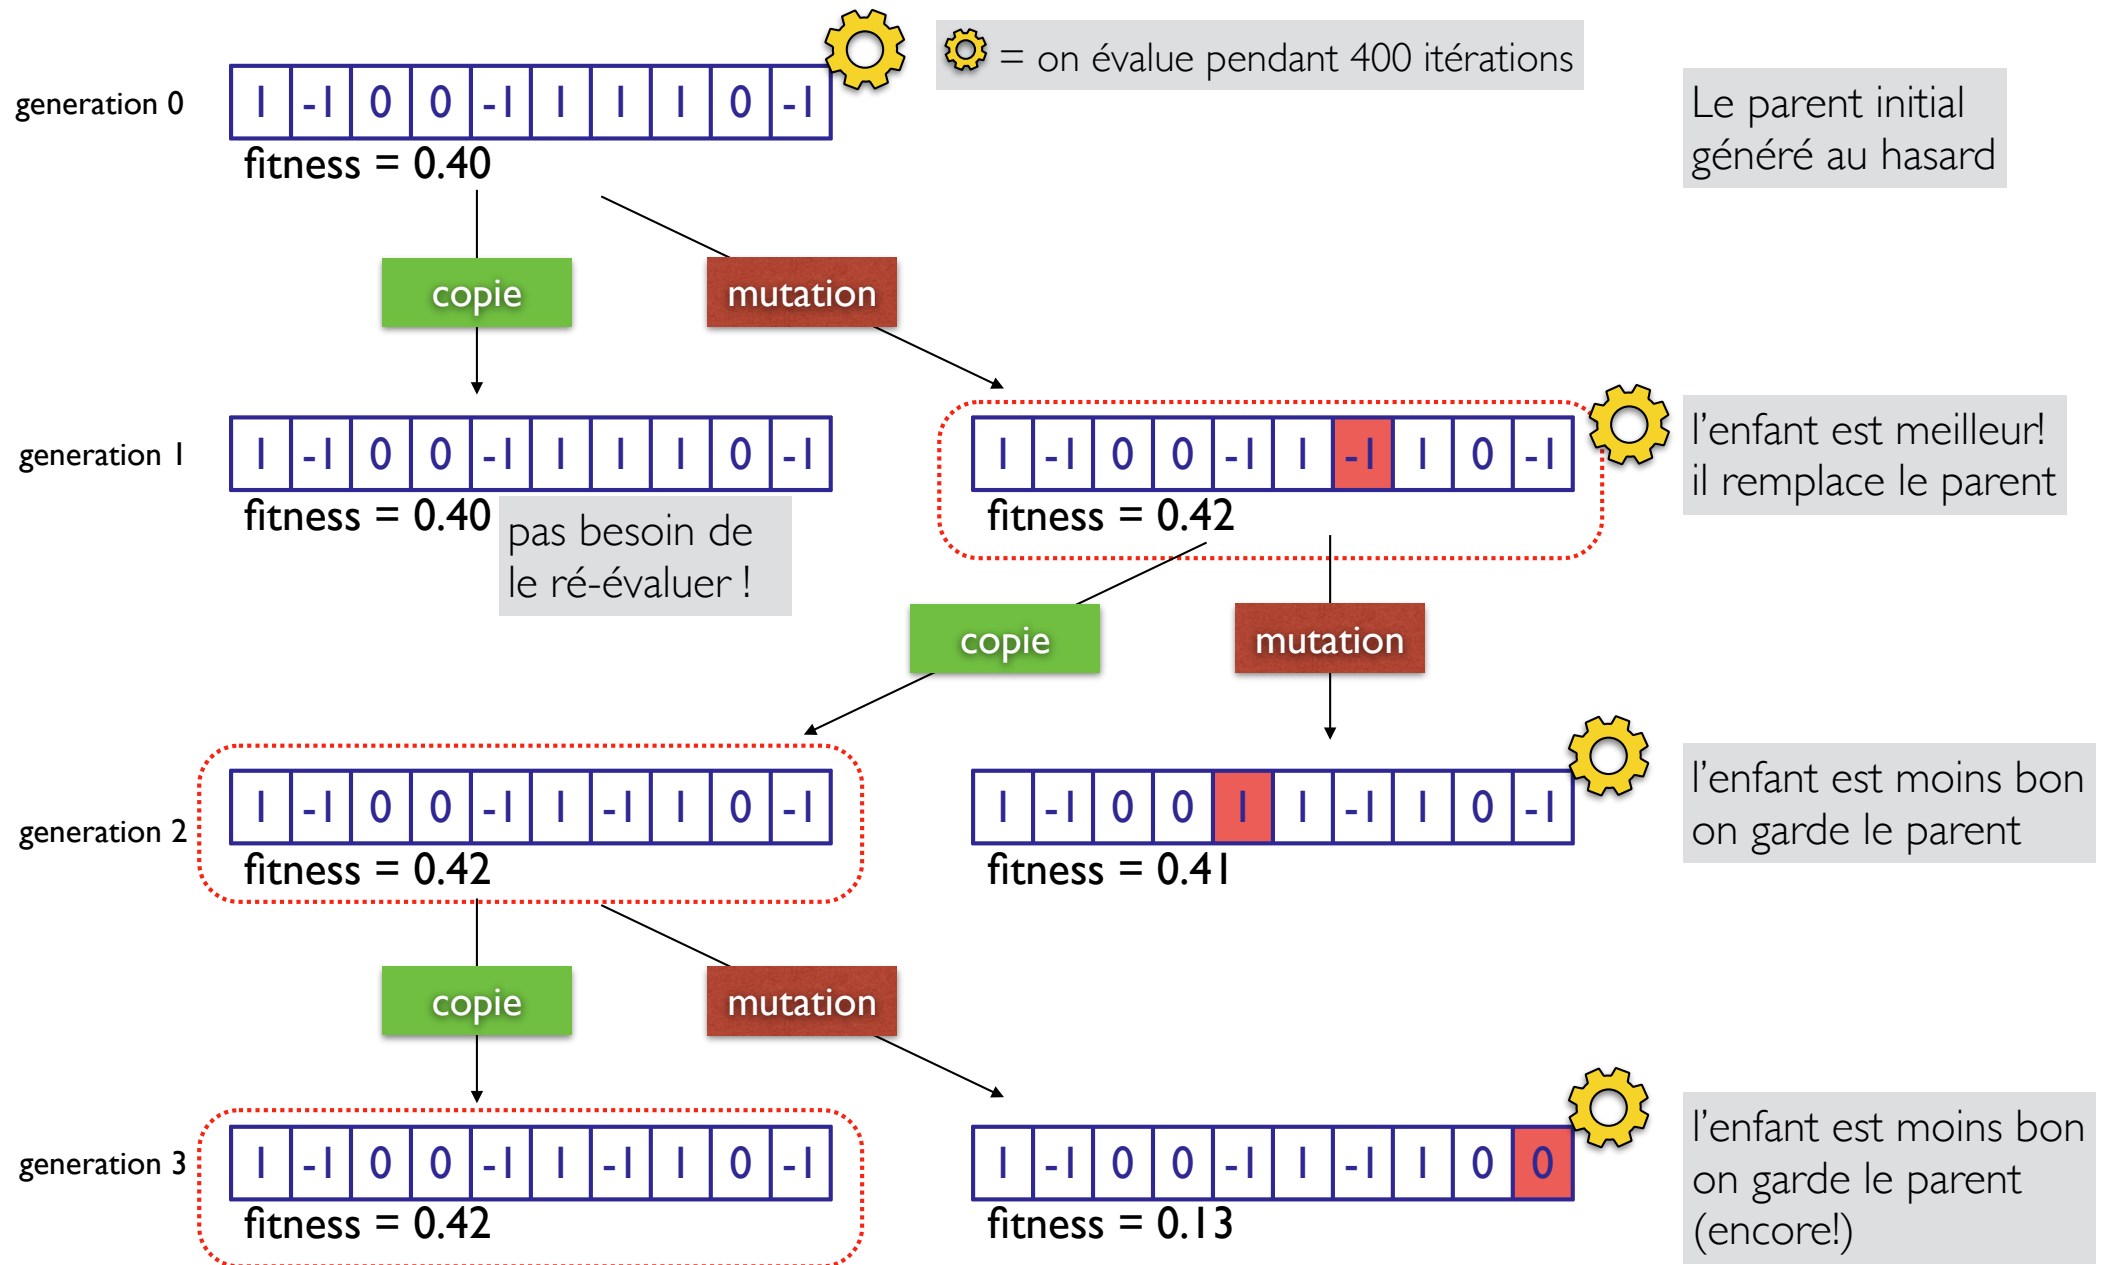 = on évalue pendant 400 itérations
generation 0
1 -1 0 0 -1 1 1 1 0 -1
fitness = 0.40
Le parent initial
généré au hasard
copie
mutation
generation 1
1 -1 0 0 -1 1 1 1 0 -1
fitness = 0.40
pas besoin de
le ré-évaluer !
1 -1 0 0 -1 1 -1 1 0 -1
fitness = 0.42
l'enfant est meilleur!
il remplace le parent
copie
mutation
generation 2
1 -1 0 0 -1 1 -1 1 0 -1
fitness = 0.42
1 -1 0 0 1 1 -1 1 0 -1
fitness = 0.41
l'enfant est moins bon
on garde le parent
copie
mutation
generation 3
1 -1 0 0 -1 1 -1 1 0 -1
fitness = 0.42
1 -1 0 0 -1 1 -1 1 0 0
fitness = 0.13
l'enfant est moins bon
on garde le parent
(encore!)